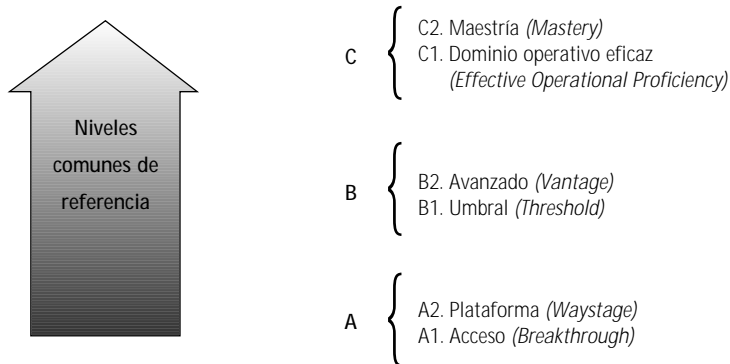 Niveles
comunes de
referencia
C
C2. Maestría (Mastery)
C1. Dominio operativo eficaz
(Effective Operational Proficiency)
B
B2. Avanzado (Vantage)
B1. Umbral (Threshold)
A
A2. Plataforma (Waystage)
A1. Acceso (Breakthrough)